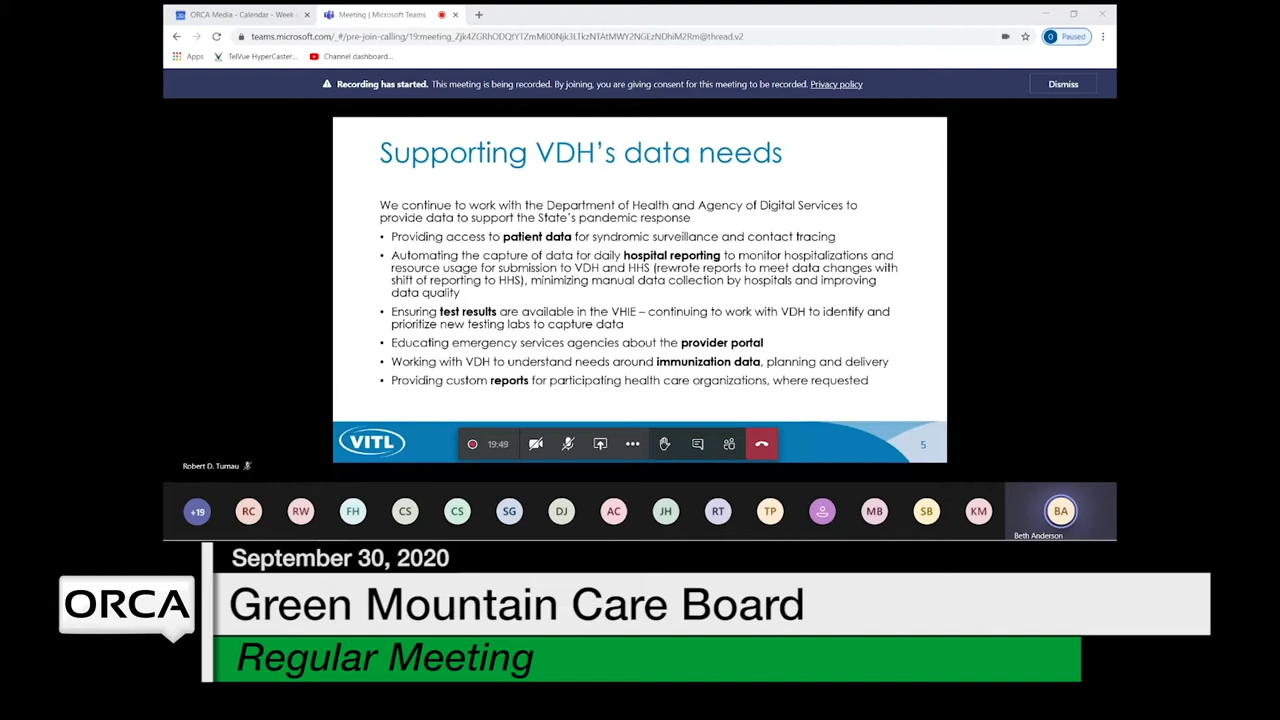 ORCA Media - Calendar - Week
Meeting | Microsoft Teams
teams.microsoft.com/_#/pre-join-calling/19:meeting_Zjk4ZGRhODQtYTZmMi00Njk3LTkzNTAtMWY2NGEzNDhiM2Rm@thread.v2
Paused
Apps
TelVue HyperCaster...
Channel dashboard...
Recording has started. This meeting is being recorded. By joining, you are giving consent for this meeting to be recorded. Privacy policy
Dismiss
Supporting VDH's data needs
We continue to work with the Department of Health and Agency of Digital Services to
provide data to support the State's pandemic response
• Providing access to patient data for syndromic surveillance and contact tracing
• Automating the capture of data for daily hospital reporting to monitor hospitalizations and
resource usage for submission to VDH and HHS (rewrote reports to meet data changes with
shift of reporting to HHS), minimizing manual data collection by hospitals and improving
data quality
• Ensuring test results are available in the VHIE – continuing to work with VDH to identify and
prioritize new testing labs to capture data
• Educating emergency services agencies about the provider portal
• Working with VDH to understand needs around immunization data, planning and delivery
• Providing custom reports for participating health care organizations, where requested
VITL
19:49
5
Robert D. Turnau
+19 RC RW FH CS CS SG DJ AC JH RT TP MB SB KM BA
Beth Anderson
September 30, 2020
ORCA
Green Mountain Care Board
Regular Meeting